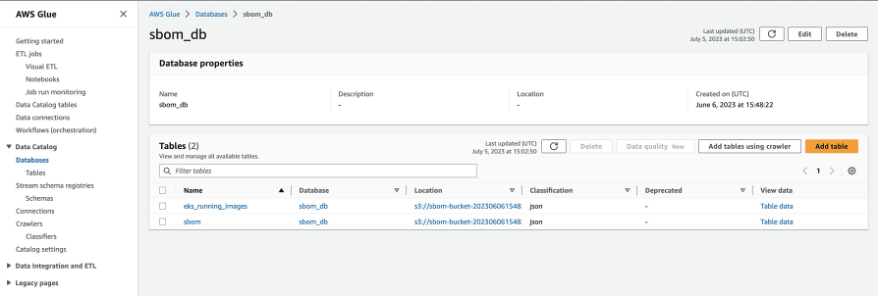 AWS Glue
Getting started
ETL jobs
Visual ETL
Notebooks
Job run monitoring
Data Catalog tables
Data connections
Workflows (orchestration)
Data Catalog
Databases
Tables
Stream schema registries
Schemas
Connections
Crawlers
Classifiers
Catalog settings
Data Integration and ETL
Legacy pages
AWS Glue > Databases > sbom_db
sbom_db
Last updated (UTC)
July 5, 2023 at 15:02:50
Edit
Delete
Database properties
Name
sbom_db
Description
-
Location
-
Created on (UTC)
June 6, 2023 at 15:48:22
Tables (2)
View and manage all available tables.
Last updated (UTC)
July 5, 2023 at 15:02:50
Delete
Data quality New
Add tables using crawler
Add table
Filter tables
1
Name Database Location Classification Deprecated View data
eks_running_images sbom_db s3://sbom-bucket-202306061548 json - Table data
sbom sbom_db s3://sbom-bucket-202306061548 json - Table data